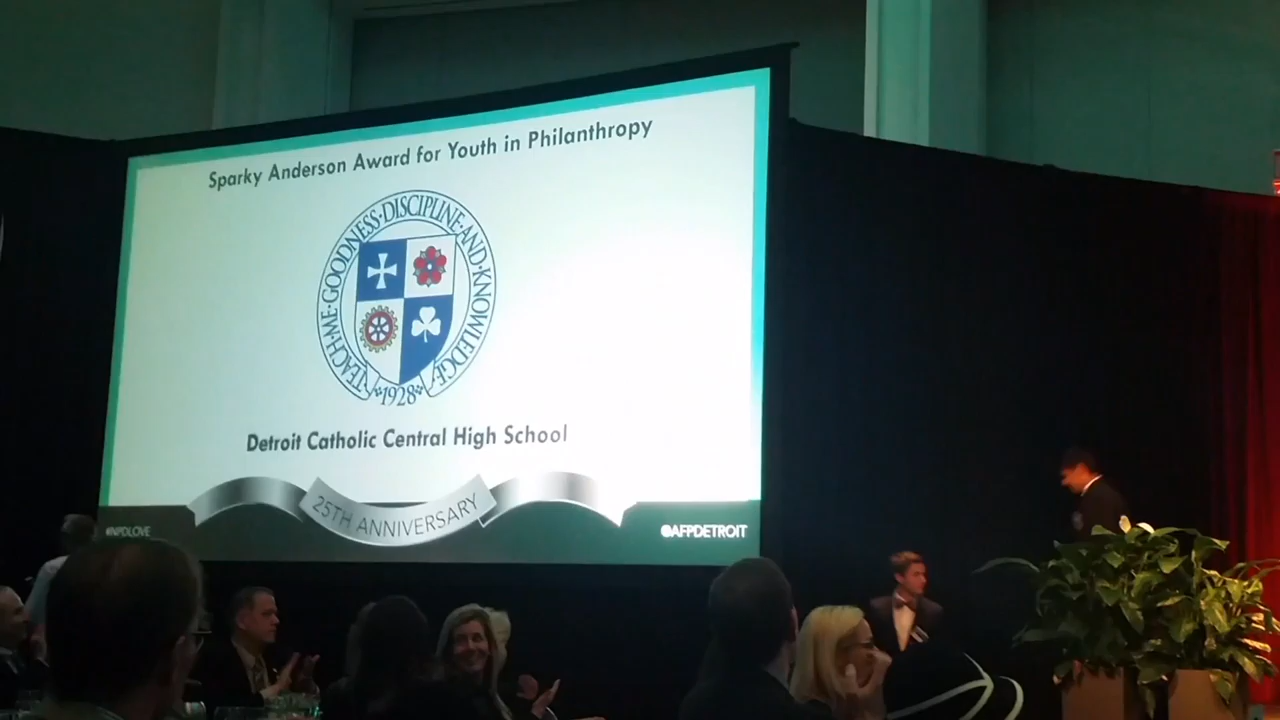 Sparky Anderson Award for Youth in Philanthropy
TEACH·ME·GOODNESS·DISCIPLINE·AND·KNOWLEDGE
1928
Detroit Catholic Central High School
25TH ANNIVERSARY
#NPDLOVE
@AFPDETROIT